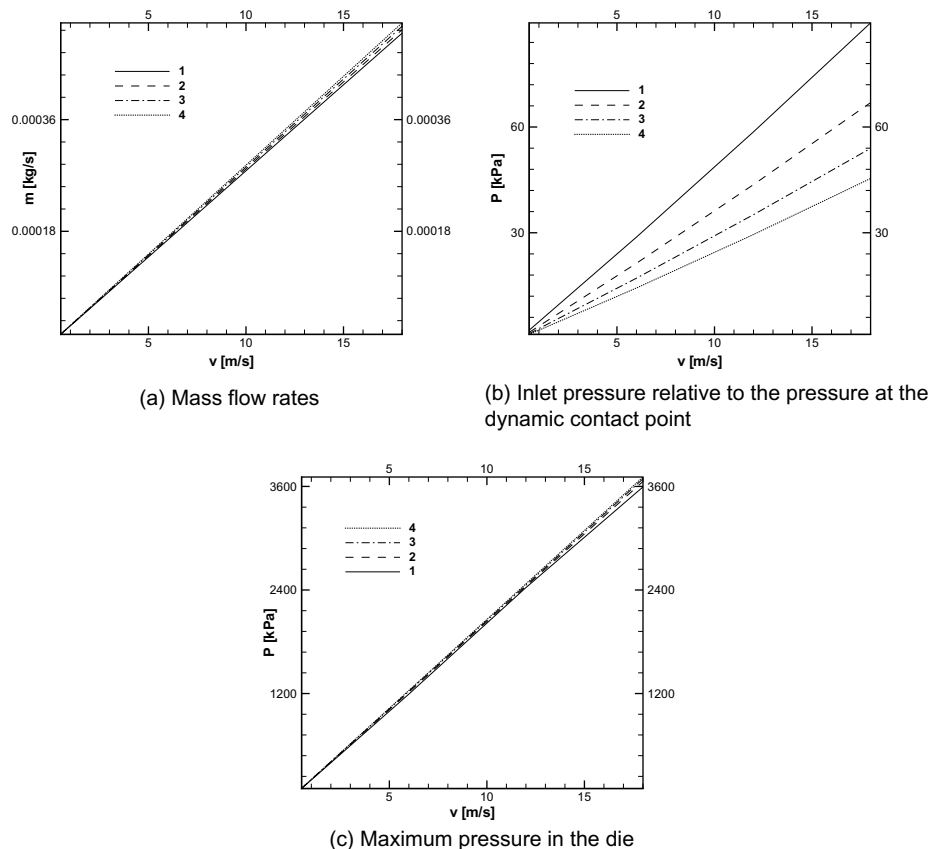 5 10 15
m [kg/s]
0.00036 0.00036
0.00018 0.00018
1
2
3
4
5 10 15
v [m/s]
(a) Mass flow rates
5 10 15
P [kPa]
60 60
30 30
1
2
3
4
5 10 15
v [m/s]
(b) Inlet pressure relative to the pressure at the
dynamic contact point
5 10 15
P [kPa]
3600 3600
2400 2400
1200 1200
4
3
2
1
5 10 15
v [m/s]
(c) Maximum pressure in the die